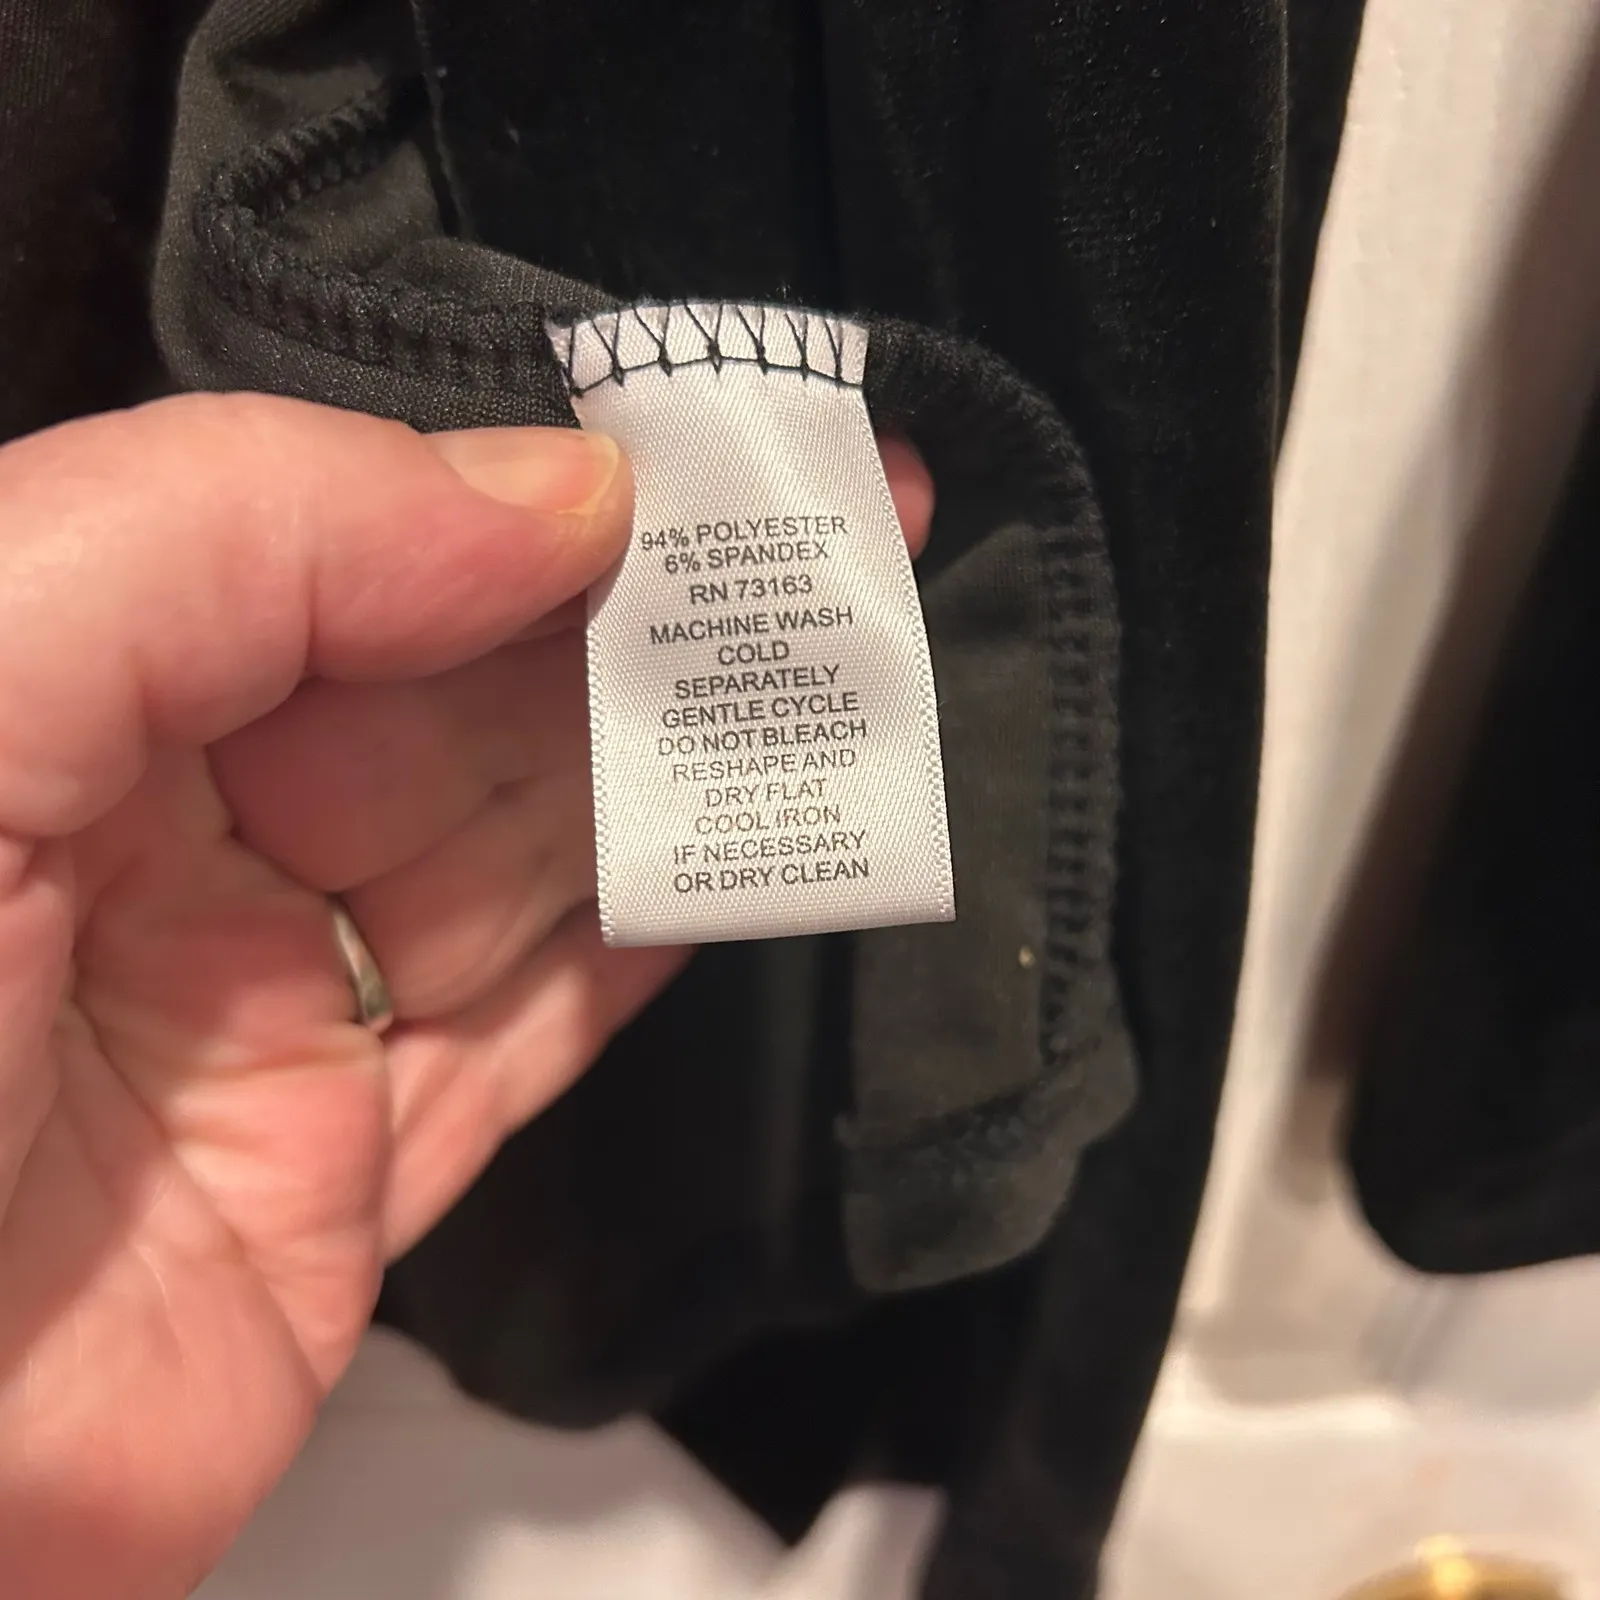 94% POLYESTER
6% SPANDEX
RN 73163
MACHINE WASH
COLD
SEPARATELY
GENTLE CYCLE
DO NOT BLEACH
RESHAPE AND
DRY FLAT
COOL IRON
IF NECESSARY
OR DRY CLEAN